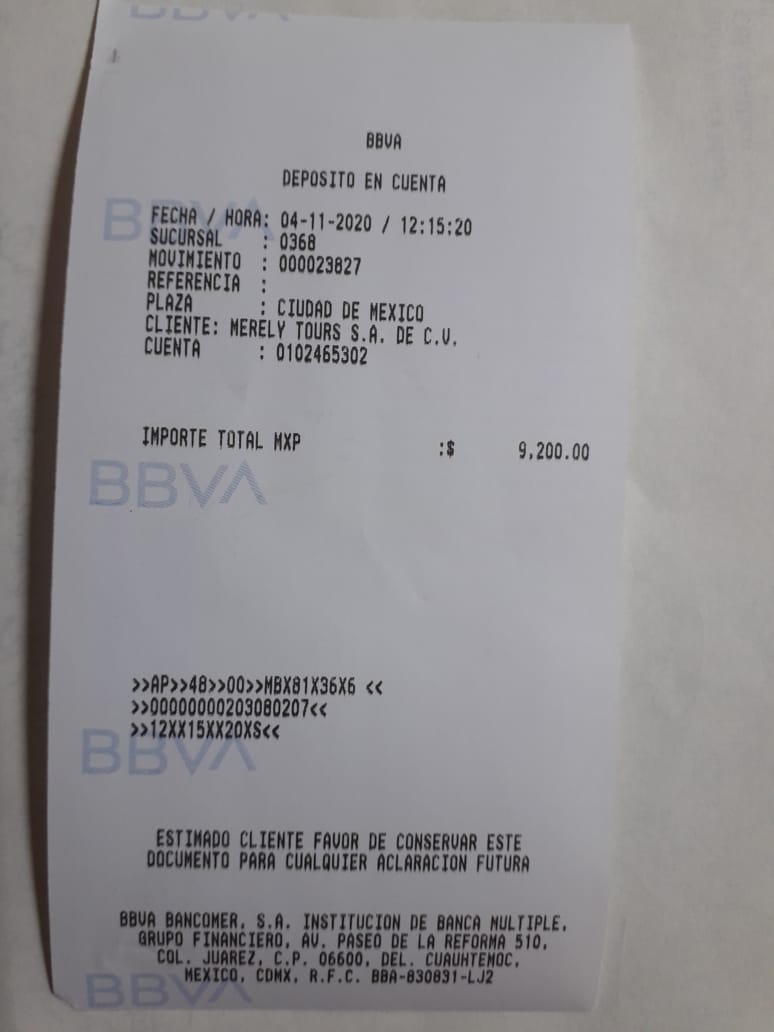 BBVA
DEPOSITO EN CUENTA
FECHA / HORA: 04-11-2020 / 12:15:20
SUCURSAL : 0368
MOVIMIENTO : 000023827
REFERENCIA :
PLAZA : CIUDAD DE MEXICO
CLIENTE: MERELY TOURS S.A. DE C.V.
CUENTA : 0102465302
IMPORTE TOTAL MXP :$ 9,200.00
BBVA
>>AP>>48>>00>>MBX81X36X6 <<
>>00000000203080207<<
>>12XX15XX20XS<<
BBVA
ESTIMADO CLIENTE FAVOR DE CONSERVAR ESTE
DOCUMENTO PARA CUALQUIER ACLARACION FUTURA
BBVA BANCOMER, S.A. INSTITUCION DE BANCA MULTIPLE,
GRUPO FINANCIERO, AV. PASEO DE LA REFORMA 510,
COL. JUAREZ, C.P. 06600, DEL. CUAUHTEMOC,
MEXICO, CDMX, R.F.C. BBA-830831-LJ2
BBVA